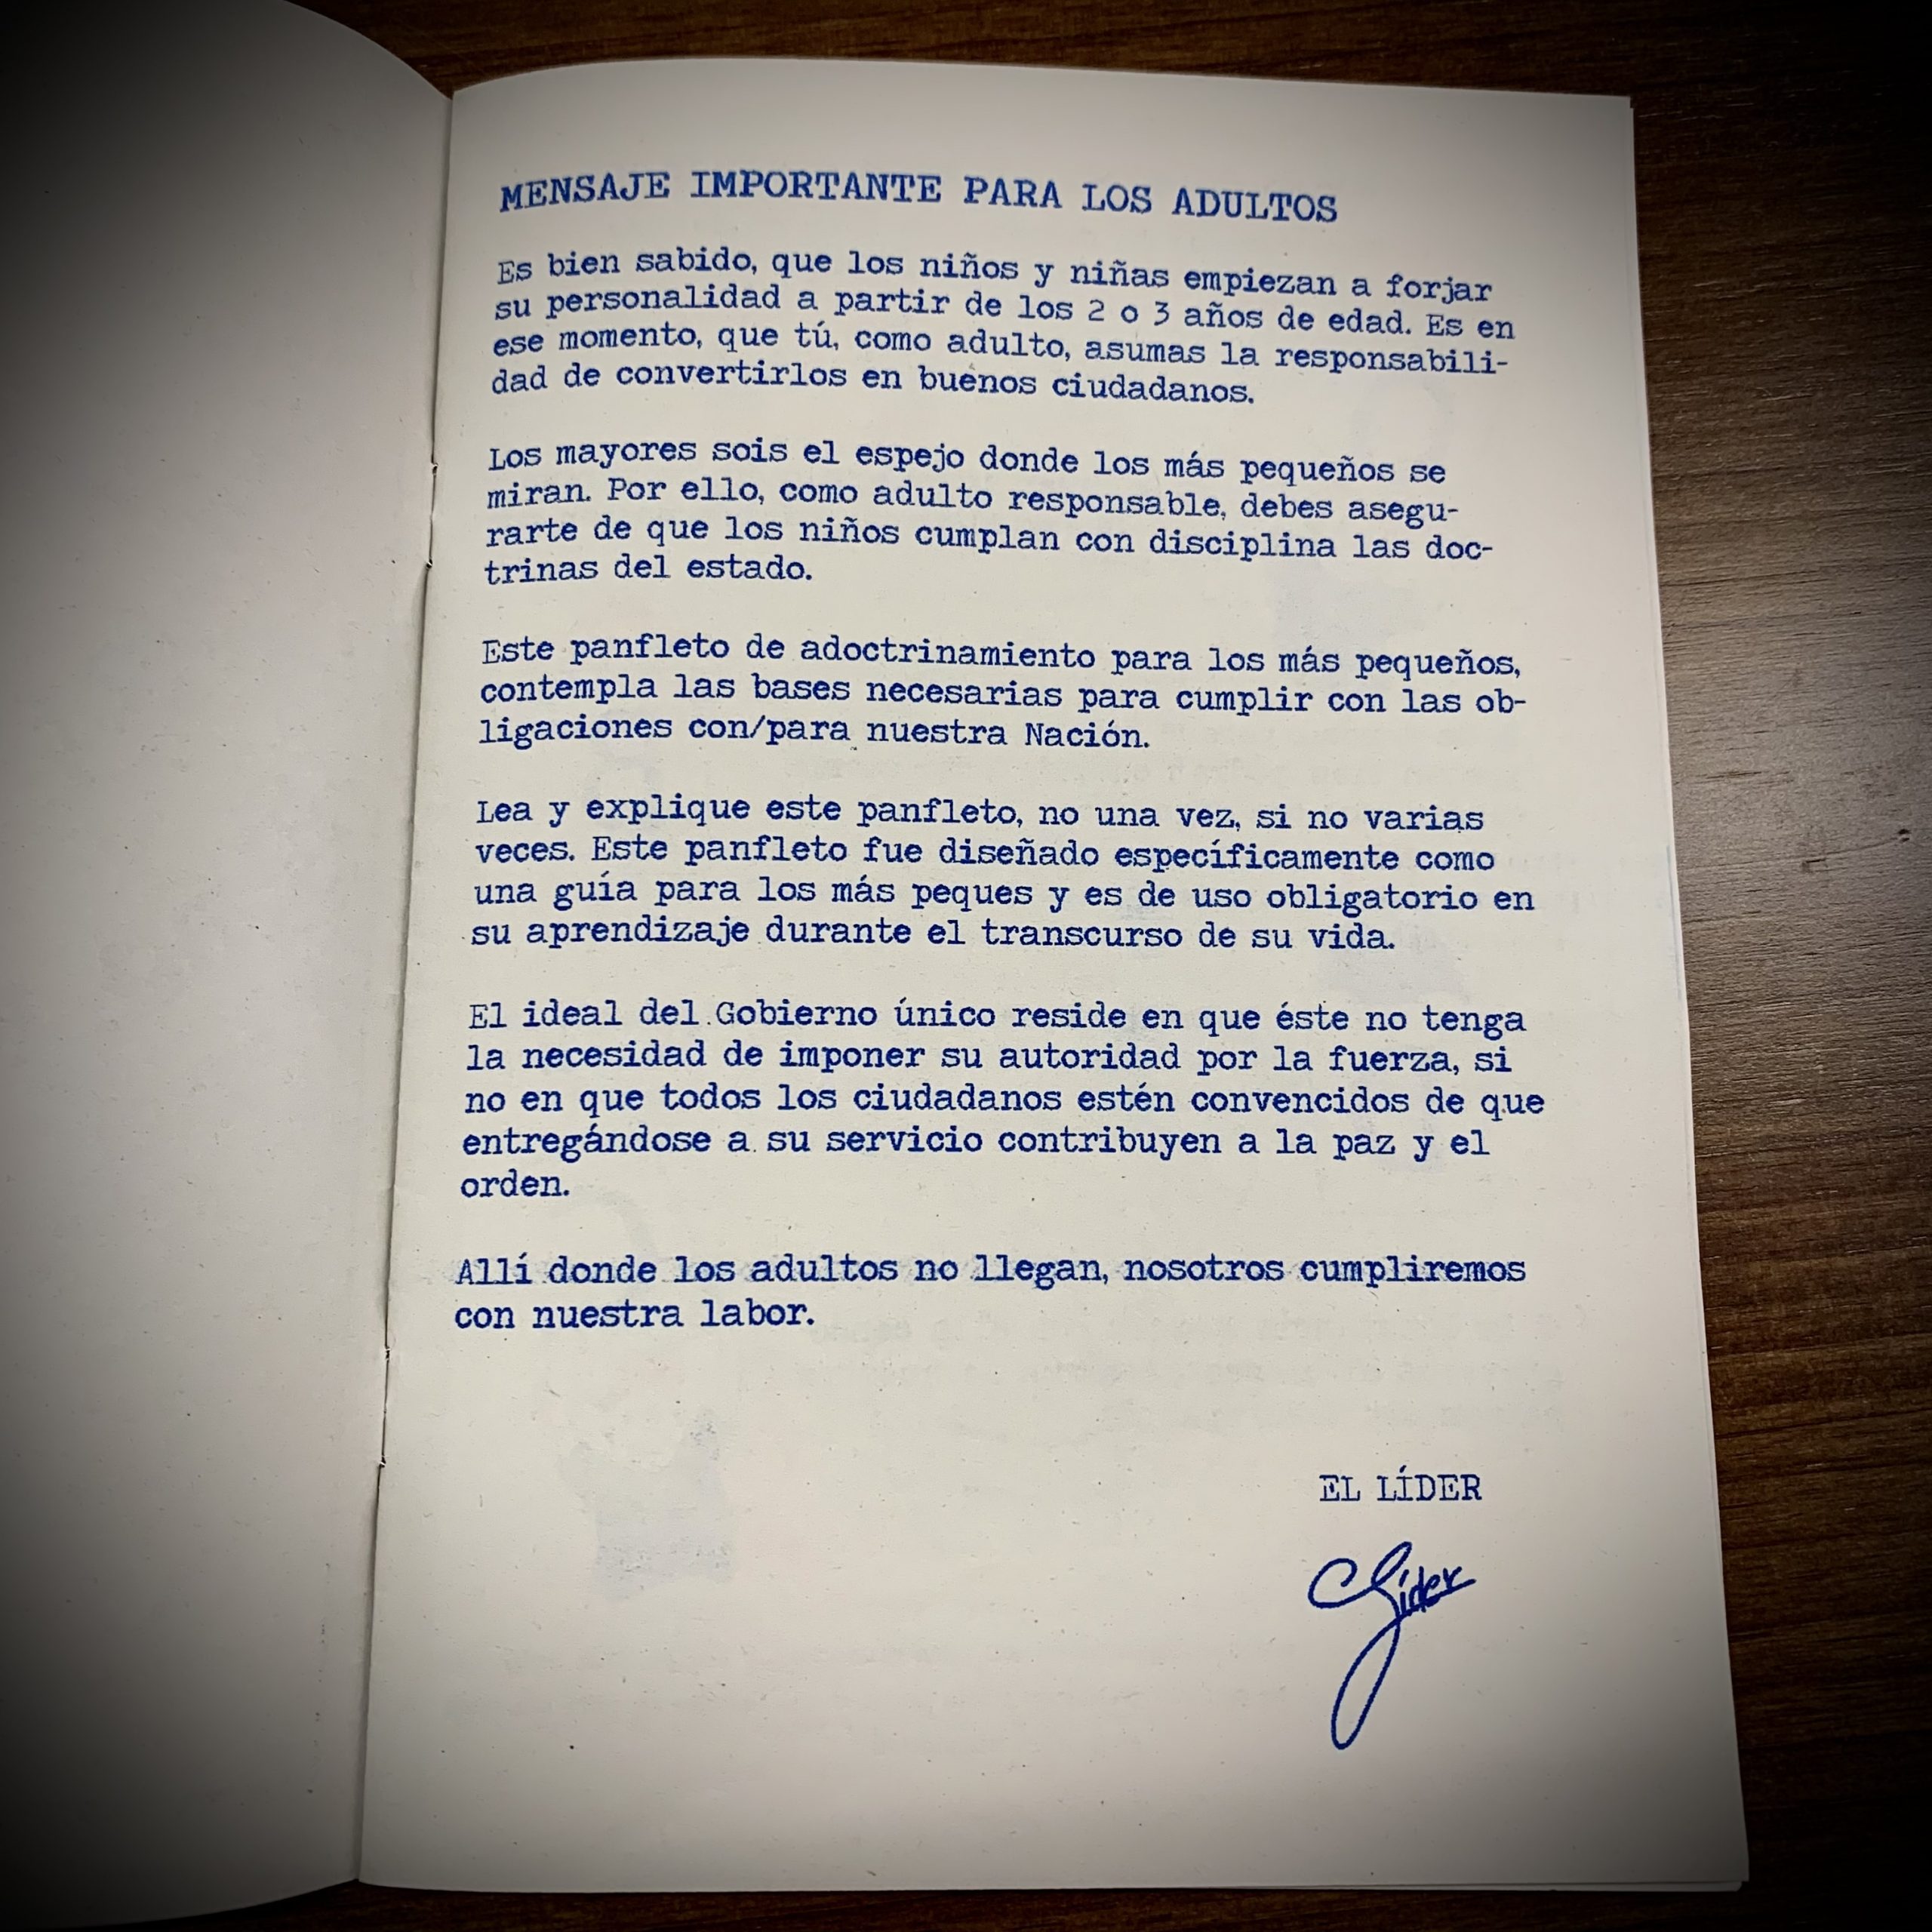 MENSAJE IMPORTANTE PARA LOS ADULTOS
Es bien sabido, que los niños y niñas empiezan a forjar
su personalidad a partir de los 2 o 3 años de edad. Es en
ese momento, que tú, como adulto, asumas la responsabili-
dad de convertirlos en buenos ciudadanos.
Los mayores sois el espejo donde los más pequeños se
miran. Por ello, como adulto responsable, debes asegu-
rarte de que los niños cumplan con disciplina las doc-
trinas del estado.
Este panfleto de adoctrinamiento para los más pequeños,
contempla las bases necesarias para cumplir con las ob-
ligaciones con/para nuestra Nación.
Lea y explique este panfleto, no una vez, si no varias
veces. Este panfleto fue diseñado específicamente como
una guía para los más peques y es de uso obligatorio en
su aprendizaje durante el transcurso de su vida.
El ideal del Gobierno único reside en que éste no tenga
la necesidad de imponer su autoridad por la fuerza, si
no en que todos los ciudadanos estén convencidos de que
entregándose a su servicio contribuyen a la paz y el
orden.
Allí donde los adultos no llegan, nosotros cumpliremos
con nuestra labor.
EL LÍDER
Líder